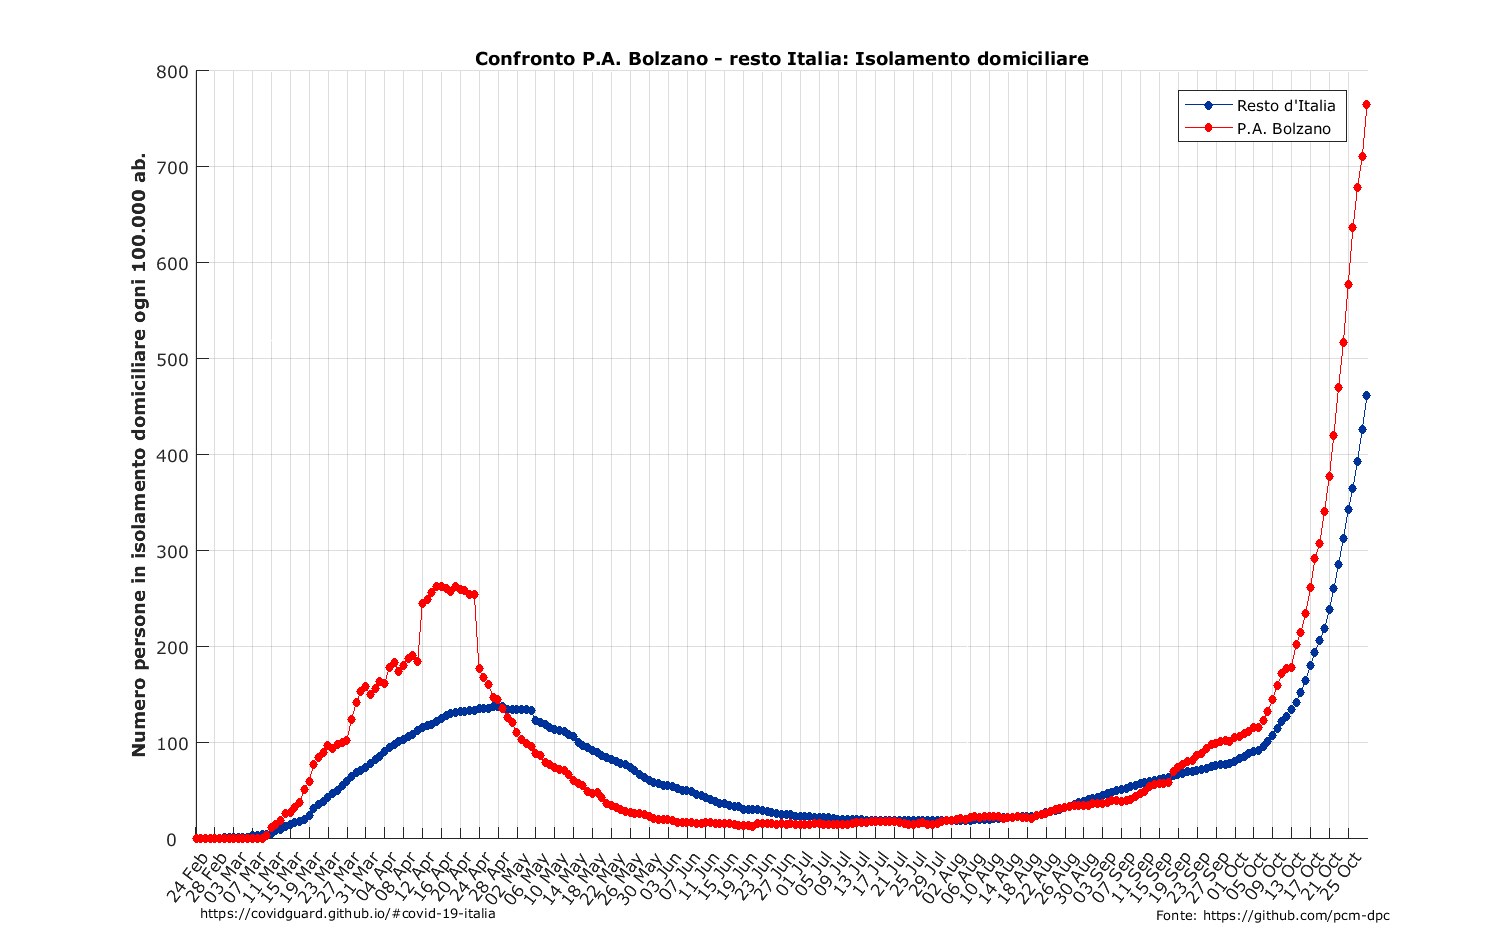 Confronto P.A. Bolzano - resto Italia: Isolamento domiciliare
Numero persone in isolamento domiciliare ogni 100.000 ab.
800
700
600
500
400
300
200
100
0
Resto d'Italia
P.A. Bolzano
24 Feb
28 Feb
03 Mar
07 Mar
11 Mar
15 Mar
19 Mar
23 Mar
27 Mar
31 Mar
04 Apr
08 Apr
12 Apr
16 Apr
20 Apr
24 Apr
28 Apr
02 May
06 May
10 May
14 May
18 May
22 May
26 May
30 May
03 Jun
07 Jun
11 Jun
15 Jun
19 Jun
23 Jun
27 Jun
01 Jul
05 Jul
09 Jul
13 Jul
17 Jul
21 Jul
25 Jul
29 Jul
02 Aug
06 Aug
10 Aug
14 Aug
18 Aug
22 Aug
26 Aug
30 Aug
03 Sep
07 Sep
11 Sep
15 Sep
19 Sep
23 Sep
27 Sep
01 Oct
05 Oct
09 Oct
13 Oct
17 Oct
21 Oct
25 Oct
https://covidguard.github.io/#covid-19-italia
Fonte: https://github.com/pcm-dpc